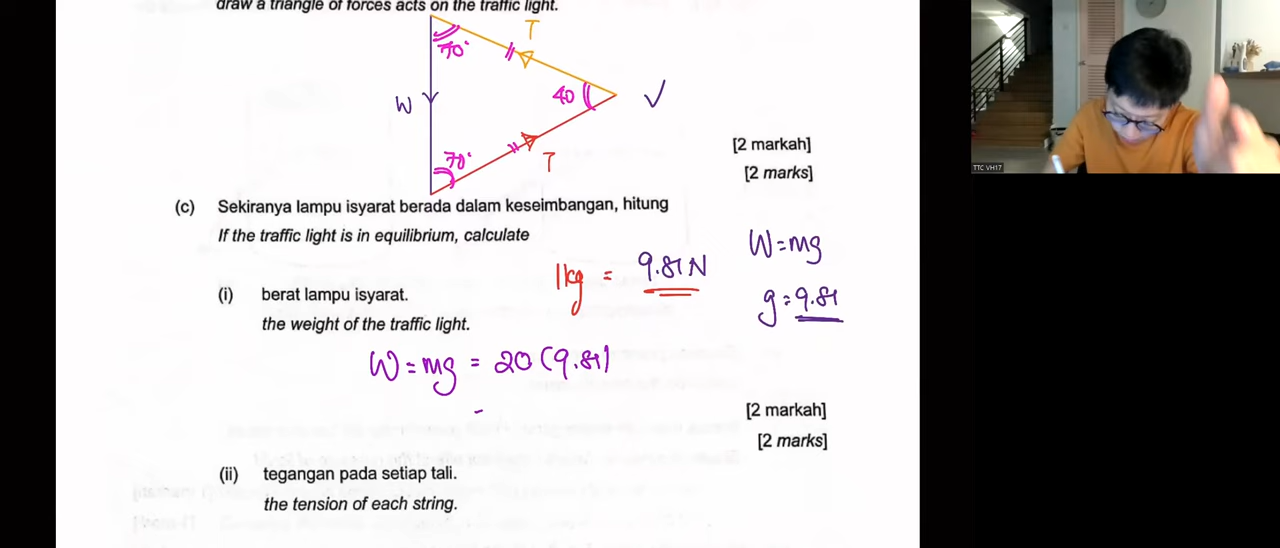 draw a triangle of forces acts on the traffic light.
T
70°
W
40
✓
70°
T
[2 markah]
[2 marks]
(c) Sekiranya lampu isyarat berada dalam keseimbangan, hitung
If the traffic light is in equilibrium, calculate
W=mg
1kg = 9.81N
g=9.81
(i) berat lampu isyarat.
the weight of the traffic light.
W=mg = 20(9.81)
[2 markah]
[2 marks]
(ii) tegangan pada setiap tali.
the tension of each string.
TTC VH17